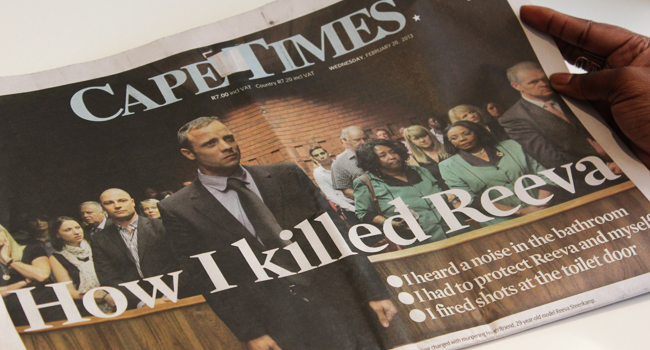 CAPE TIMES
R7.00 incl VAT Country R7.20 incl VAT WEDNESDAY, FEBRUARY 20, 2013
How I killed Reeva
I heard a noise in the bathroom
I had to protect Reeva and myself
I fired shots at the toilet door
charged with murdering his girlfriend, 29-year-old model Reeva Steenkamp.